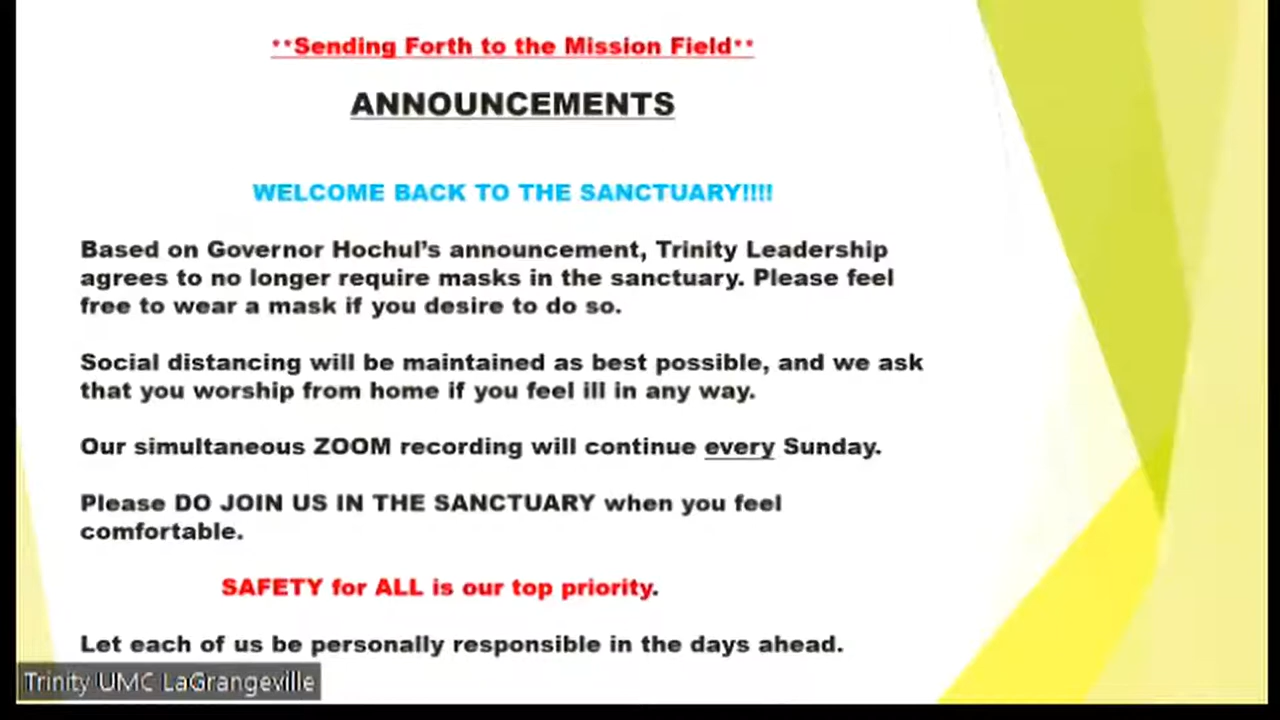 **Sending Forth to the Mission Field**
ANNOUNCEMENTS
WELCOME BACK TO THE SANCTUARY!!!!
Based on Governor Hochul's announcement, Trinity Leadership
agrees to no longer require masks in the sanctuary. Please feel
free to wear a mask if you desire to do so.
Social distancing will be maintained as best possible, and we ask
that you worship from home if you feel ill in any way.
Our simultaneous ZOOM recording will continue every Sunday.
Please DO JOIN US IN THE SANCTUARY when you feel
comfortable.
SAFETY for ALL is our top priority.
Let each of us be personally responsible in the days ahead.
Trinity UMC LaGrangeville